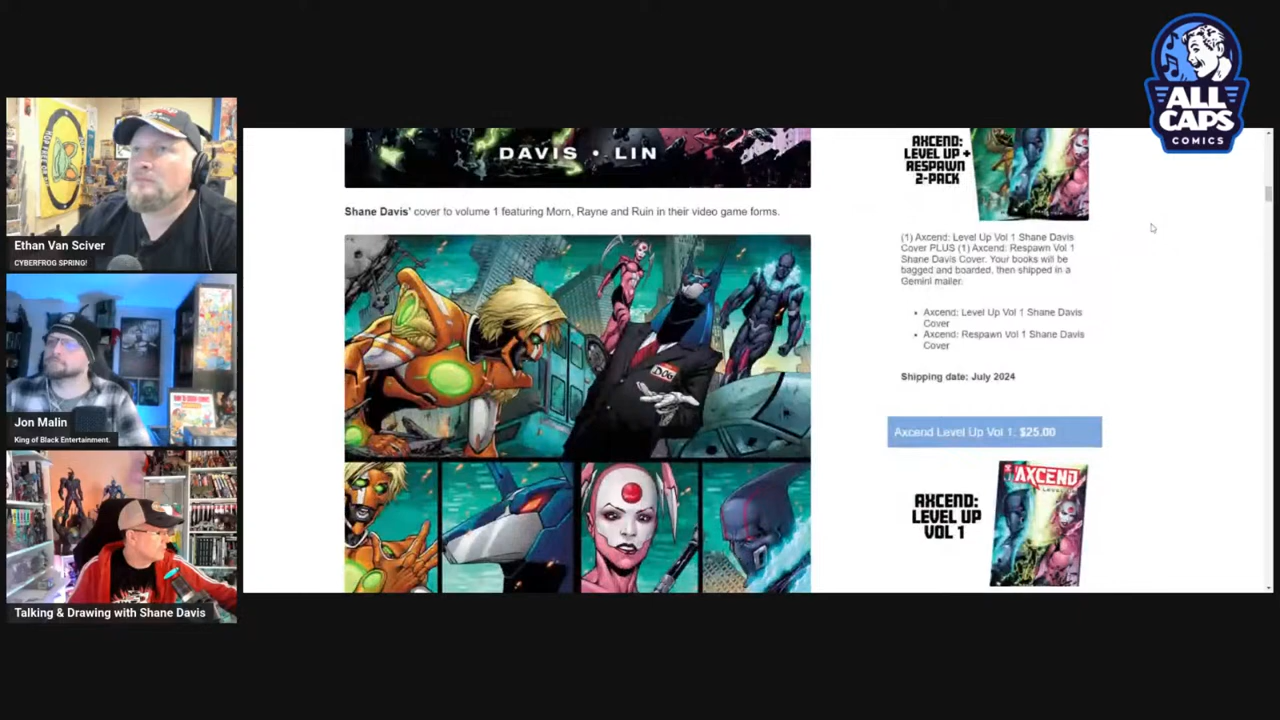 ALL
CAPS
COMICS
Ethan Van Sciver
CYBERFROG SPRING!
Jon Malin
King of Black Entertainment.
Talking & Drawing with Shane Davis
DAVIS • LIN
Shane Davis' cover to volume 1 featuring Morn, Rayne and Ruin in their video game forms.
AXCEND:
LEVEL UP +
RESPAWN
2-PACK
(1) Axcend: Level Up Vol 1 Shane Davis
Cover PLUS (1) Axcend: Respawn Vol 1
Shane Davis Cover. Your books will be
bagged and boarded, then shipped in a
Gemini mailer.
• Axcend: Level Up Vol 1 Shane Davis
Cover
• Axcend: Respawn Vol 1 Shane Davis
Cover
Shipping date: July 2024
Axcend Level Up Vol 1: $25.00
AXCEND:
LEVEL UP
VOL 1
AXCEND